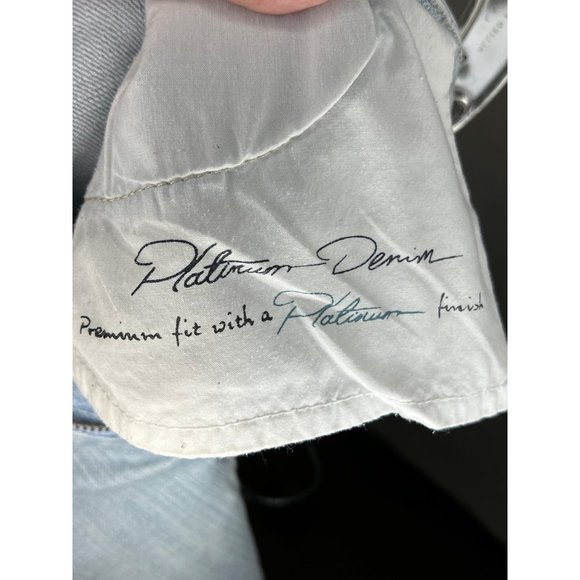 Platinum Denim
Premium fit with a Platinum finish